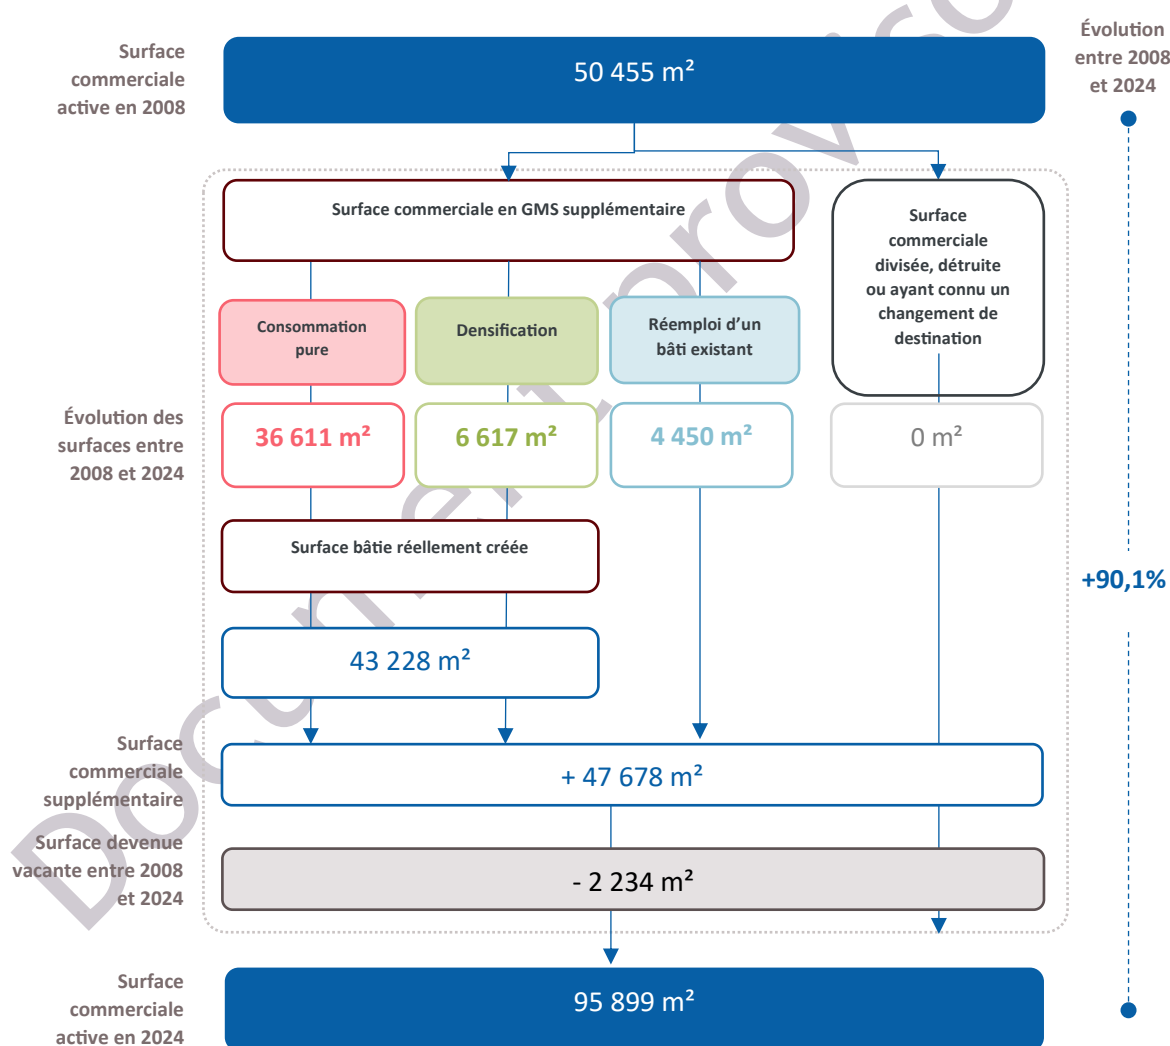 Surface
commerciale
active en 2008
50 455 m²
Évolution
entre 2008
et 2024
Surface commerciale en GMS supplémentaire
Surface
commerciale
divisée, détruite
ou ayant connu un
changement de
destination
Consommation
pure
Densification
Réemploi d’un
bâti existant
Évolution des
surfaces entre
2008 et 2024
36 611 m²
6 617 m²
4 450 m²
0 m²
Surface bâtie réellement créée
+90,1%
43 228 m²
Surface
commerciale
supplémentaire
+ 47 678 m²
Surface devenue
vacante entre 2008
et 2024
- 2 234 m²
Surface
commerciale
active en 2024
95 899 m²